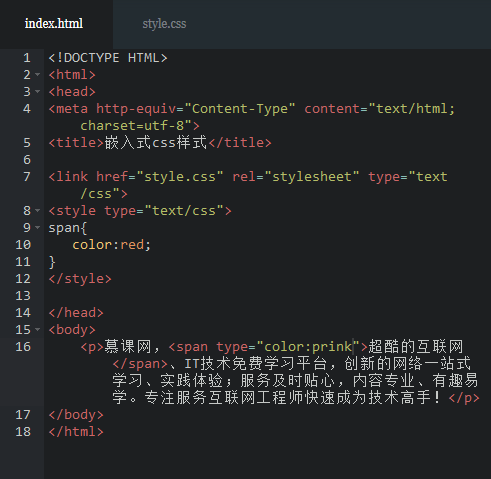 index.html
style.css
1 <!DOCTYPE HTML>
2 <html>
3 <head>
4 <meta http-equiv="Content-Type" content="text/html;
charset=utf-8">
5 <title>嵌入式css样式</title>
6
7 <link href="style.css" rel="stylesheet" type="text
/css">
8 <style type="text/css">
9 span{
10 color:red;
11 }
12 </style>
13
14 </head>
15 <body>
16 <p>慕课网，<span type="color:prink">超酷的互联网
</span>、IT技术免费学习平台，创新的网络一站式
学习、实践体验；服务及时贴心，内容专业、有趣易
学。专注服务互联网工程师快速成为技术高手！</p>
17 </body>
18 </html>